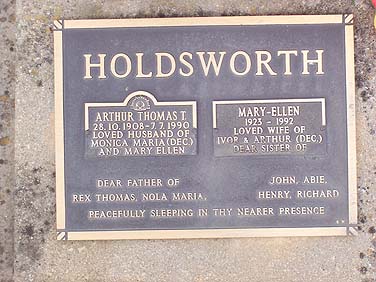 HOLDSWORTH
ARTHUR THOMAS T.
28.10.1908-7.7.1990
LOVED HUSBAND OF
MONICA MARIA (DEC.)
AND MARY ELLEN
MARY-ELLEN
1923 - 1992
LOVED WIFE OF
IVOR & ARTHUR (DEC.)
DEAR SISTER OF
DEAR FATHER OF
REX THOMAS, NOLA MARIA,
JOHN, ABIE,
HENRY, RICHARD
PEACEFULLY SLEEPING IN THY NEARER PRESENCE